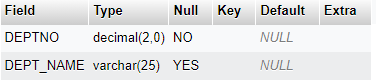 Field Type Null Key Default Extra
DEPTNO decimal(2,0) NO NULL
DEPT_NAME varchar(25) YES NULL